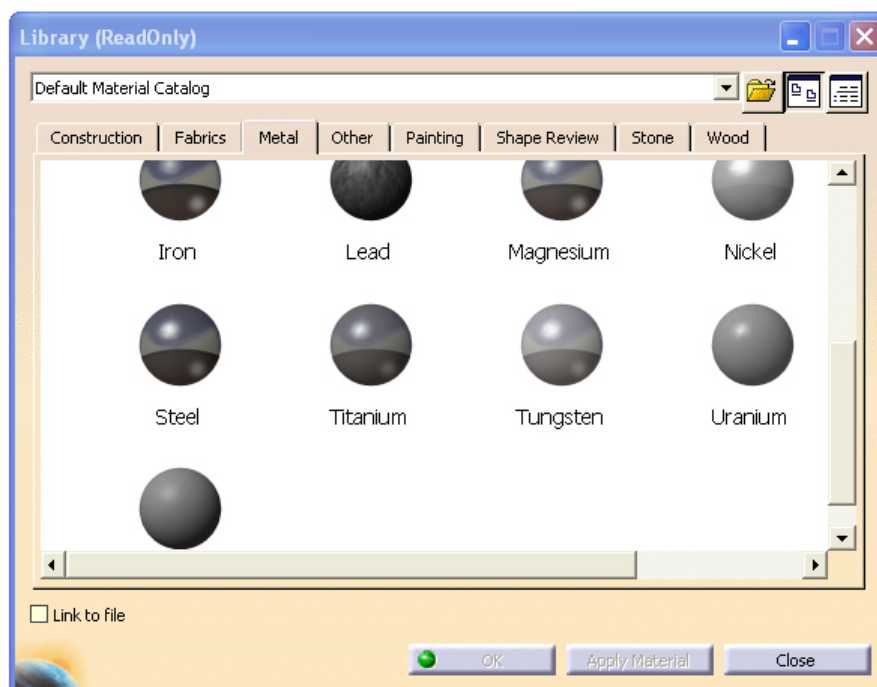 Library (ReadOnly)
Default Material Catalog
Construction Fabrics Metal Other Painting Shape Review Stone Wood
Iron Lead Magnesium Nickel
Steel Titanium Tungsten Uranium
Link to file
OK Apply Material Close